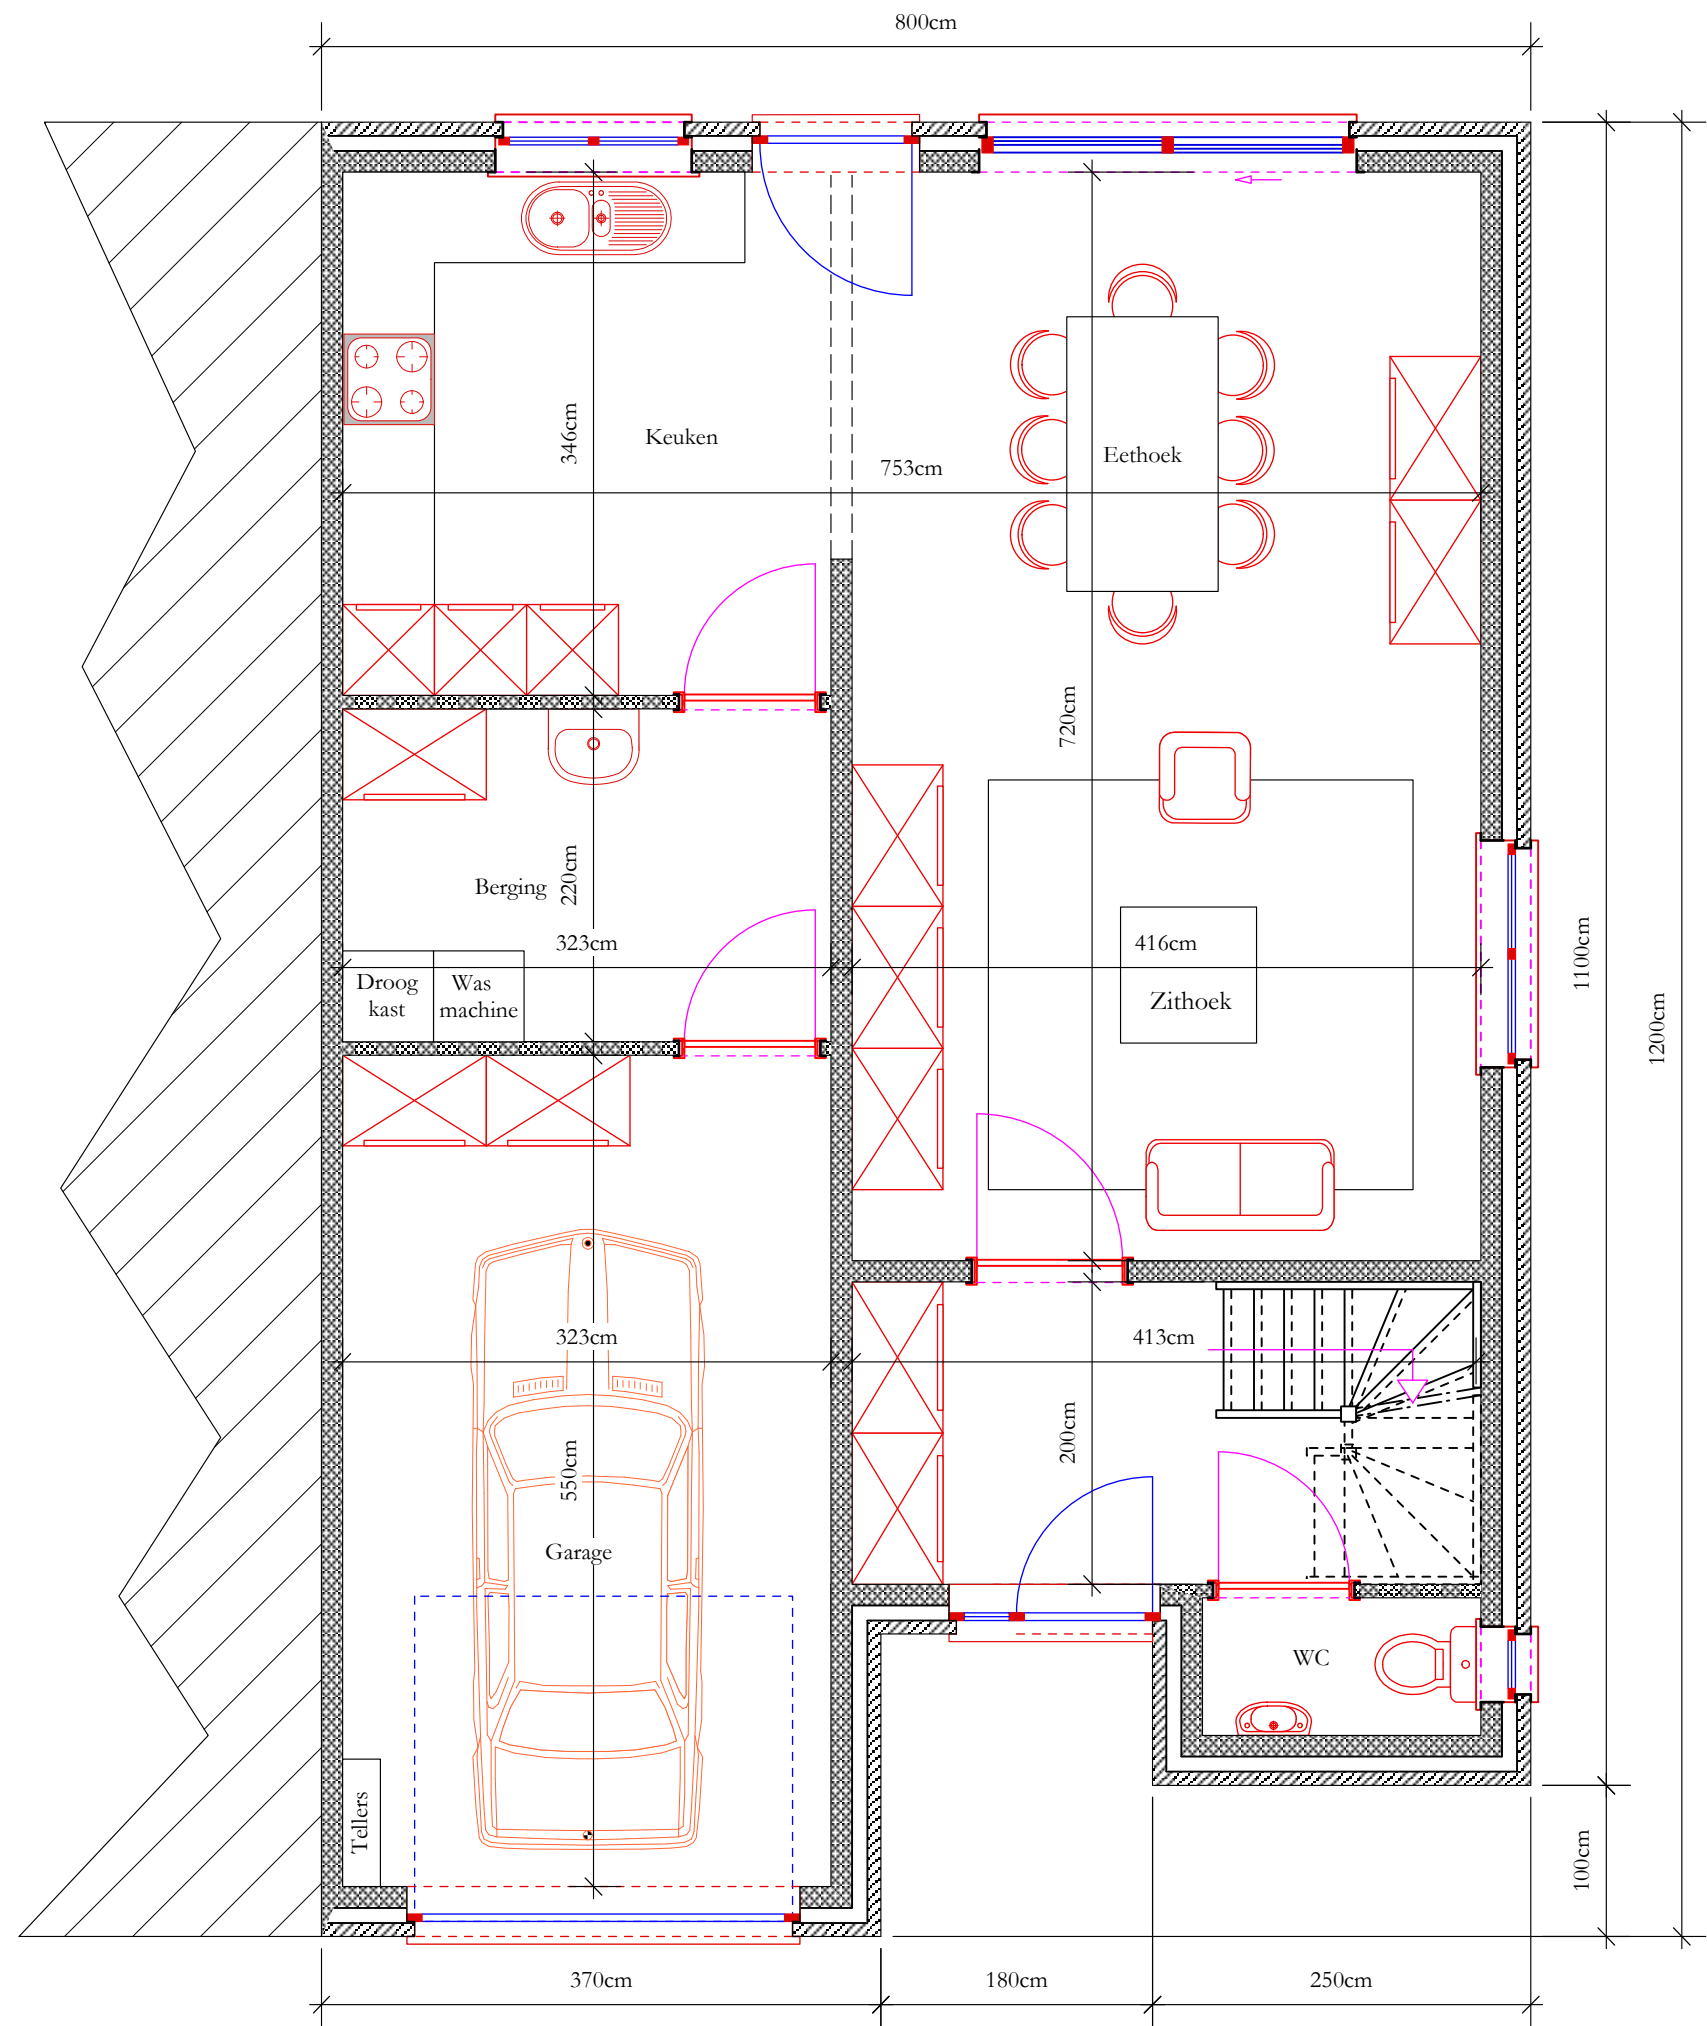 800cm
346cm
Keuken
753cm
Eethoek
720cm
Berging
220cm
323cm
416cm
Droog
kast
Was
machine
Zithoek
1100cm
1200cm
323cm
413cm
550cm
200cm
Garage
WC
Tellers
100cm
370cm
180cm
250cm